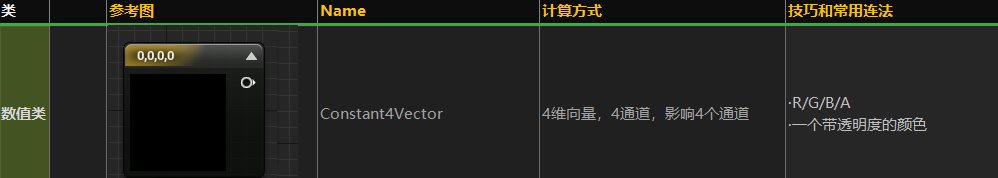 类 参考图 Name 计算方式 技巧和常用连法
0,0,0,0
数值类 Constant4Vector 4维向量，4通道，影响4个通道
·R/G/B/A
·一个带透明度的颜色